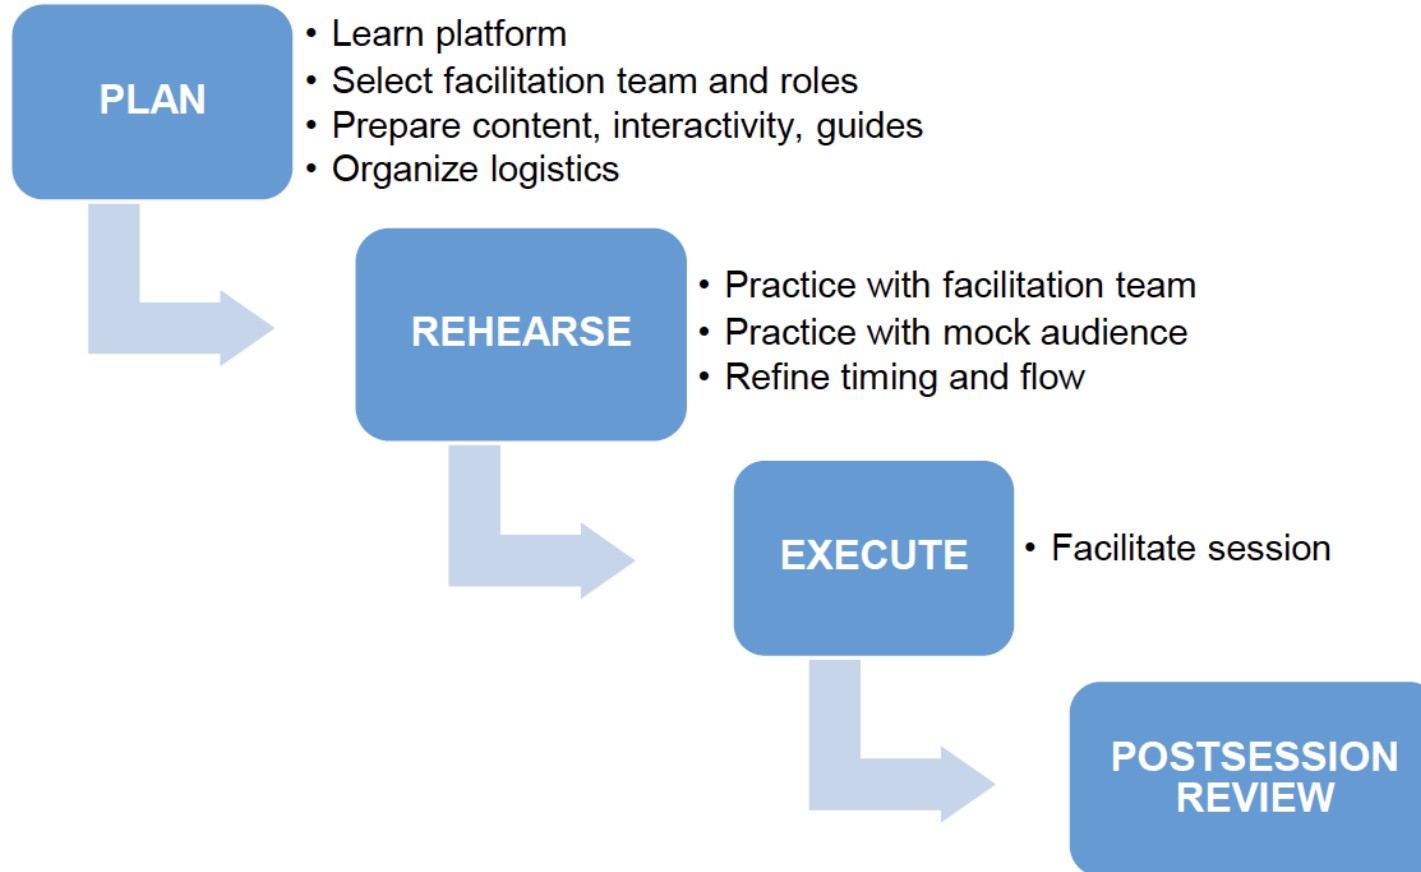 PLAN
• Learn platform
• Select facilitation team and roles
• Prepare content, interactivity, guides
• Organize logistics
REHEARSE
• Practice with facilitation team
• Practice with mock audience
• Refine timing and flow
EXECUTE
• Facilitate session
POSTSESSION
REVIEW